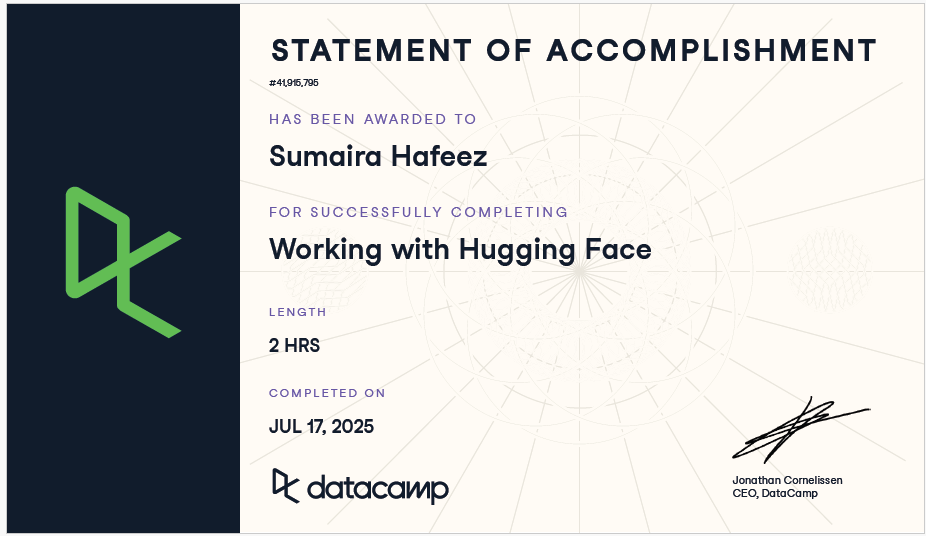 STATEMENT OF ACCOMPLISHMENT
#41,915,795
HAS BEEN AWARDED TO
Sumaira Hafeez
FOR SUCCESSFULLY COMPLETING
Working with Hugging Face
LENGTH
2 HRS
COMPLETED ON
JUL 17, 2025
datacamp
Jonathan Cornelissen
CEO, DataCamp